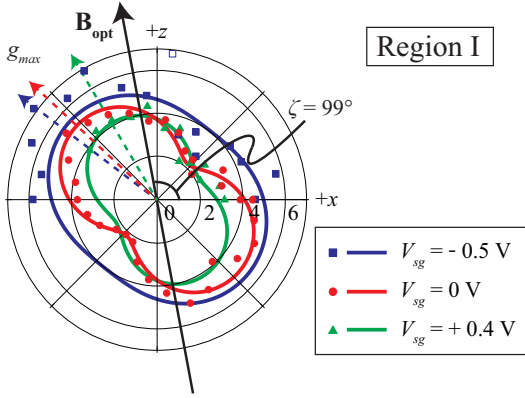 B_opt
+z
Region I
g_max
ζ = 99°
0 2 4 6 +x
V_sg = - 0.5 V
V_sg = 0 V
V_sg = + 0.4 V